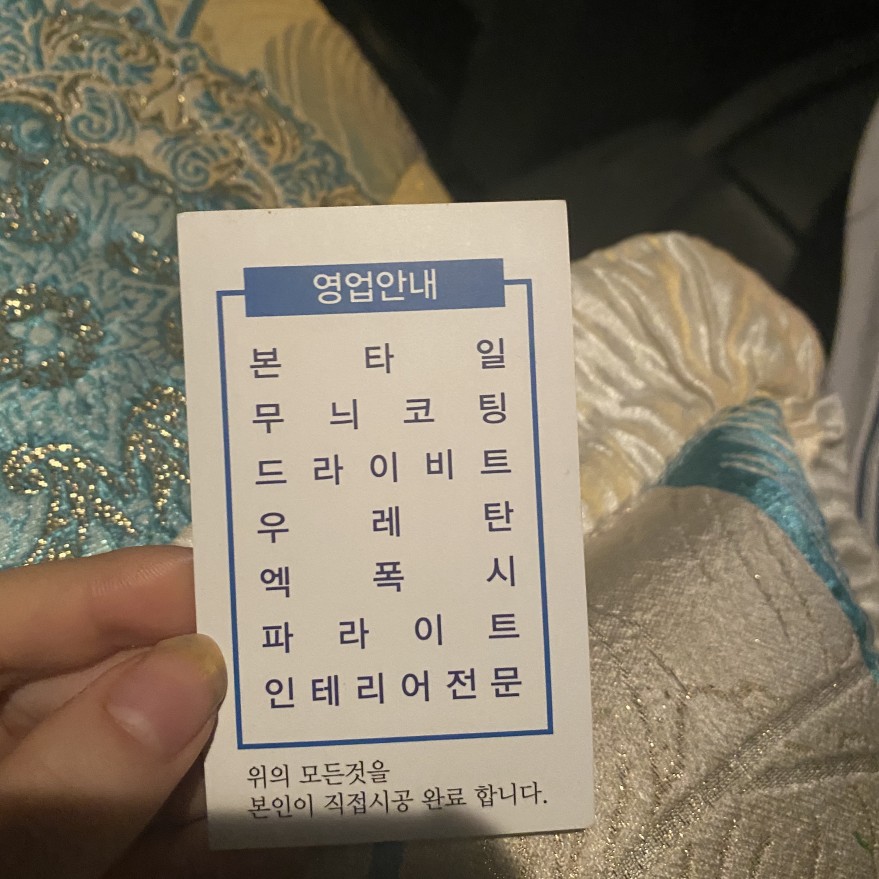 영업안내
본 타 일
무 늬 코 팅
드 라 이 비 트
우 레 탄
엑 폭 시
파 라 이 트
인 테 리 어 전 문
위의 모든것을
본인이 직접시공 완료 합니다.